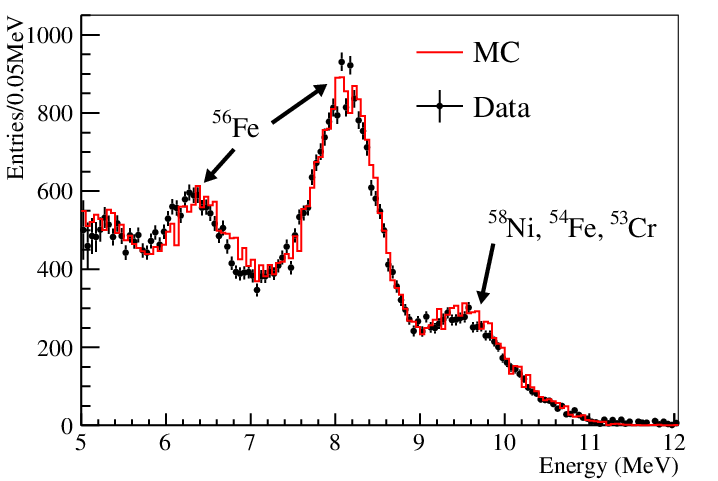 Entries/0.05MeV
1000
800
600
400
200
0
MC
Data
⁵⁶Fe
⁵⁸Ni, ⁵⁴Fe, ⁵³Cr
5 6 7 8 9 10 11 12
Energy (MeV)